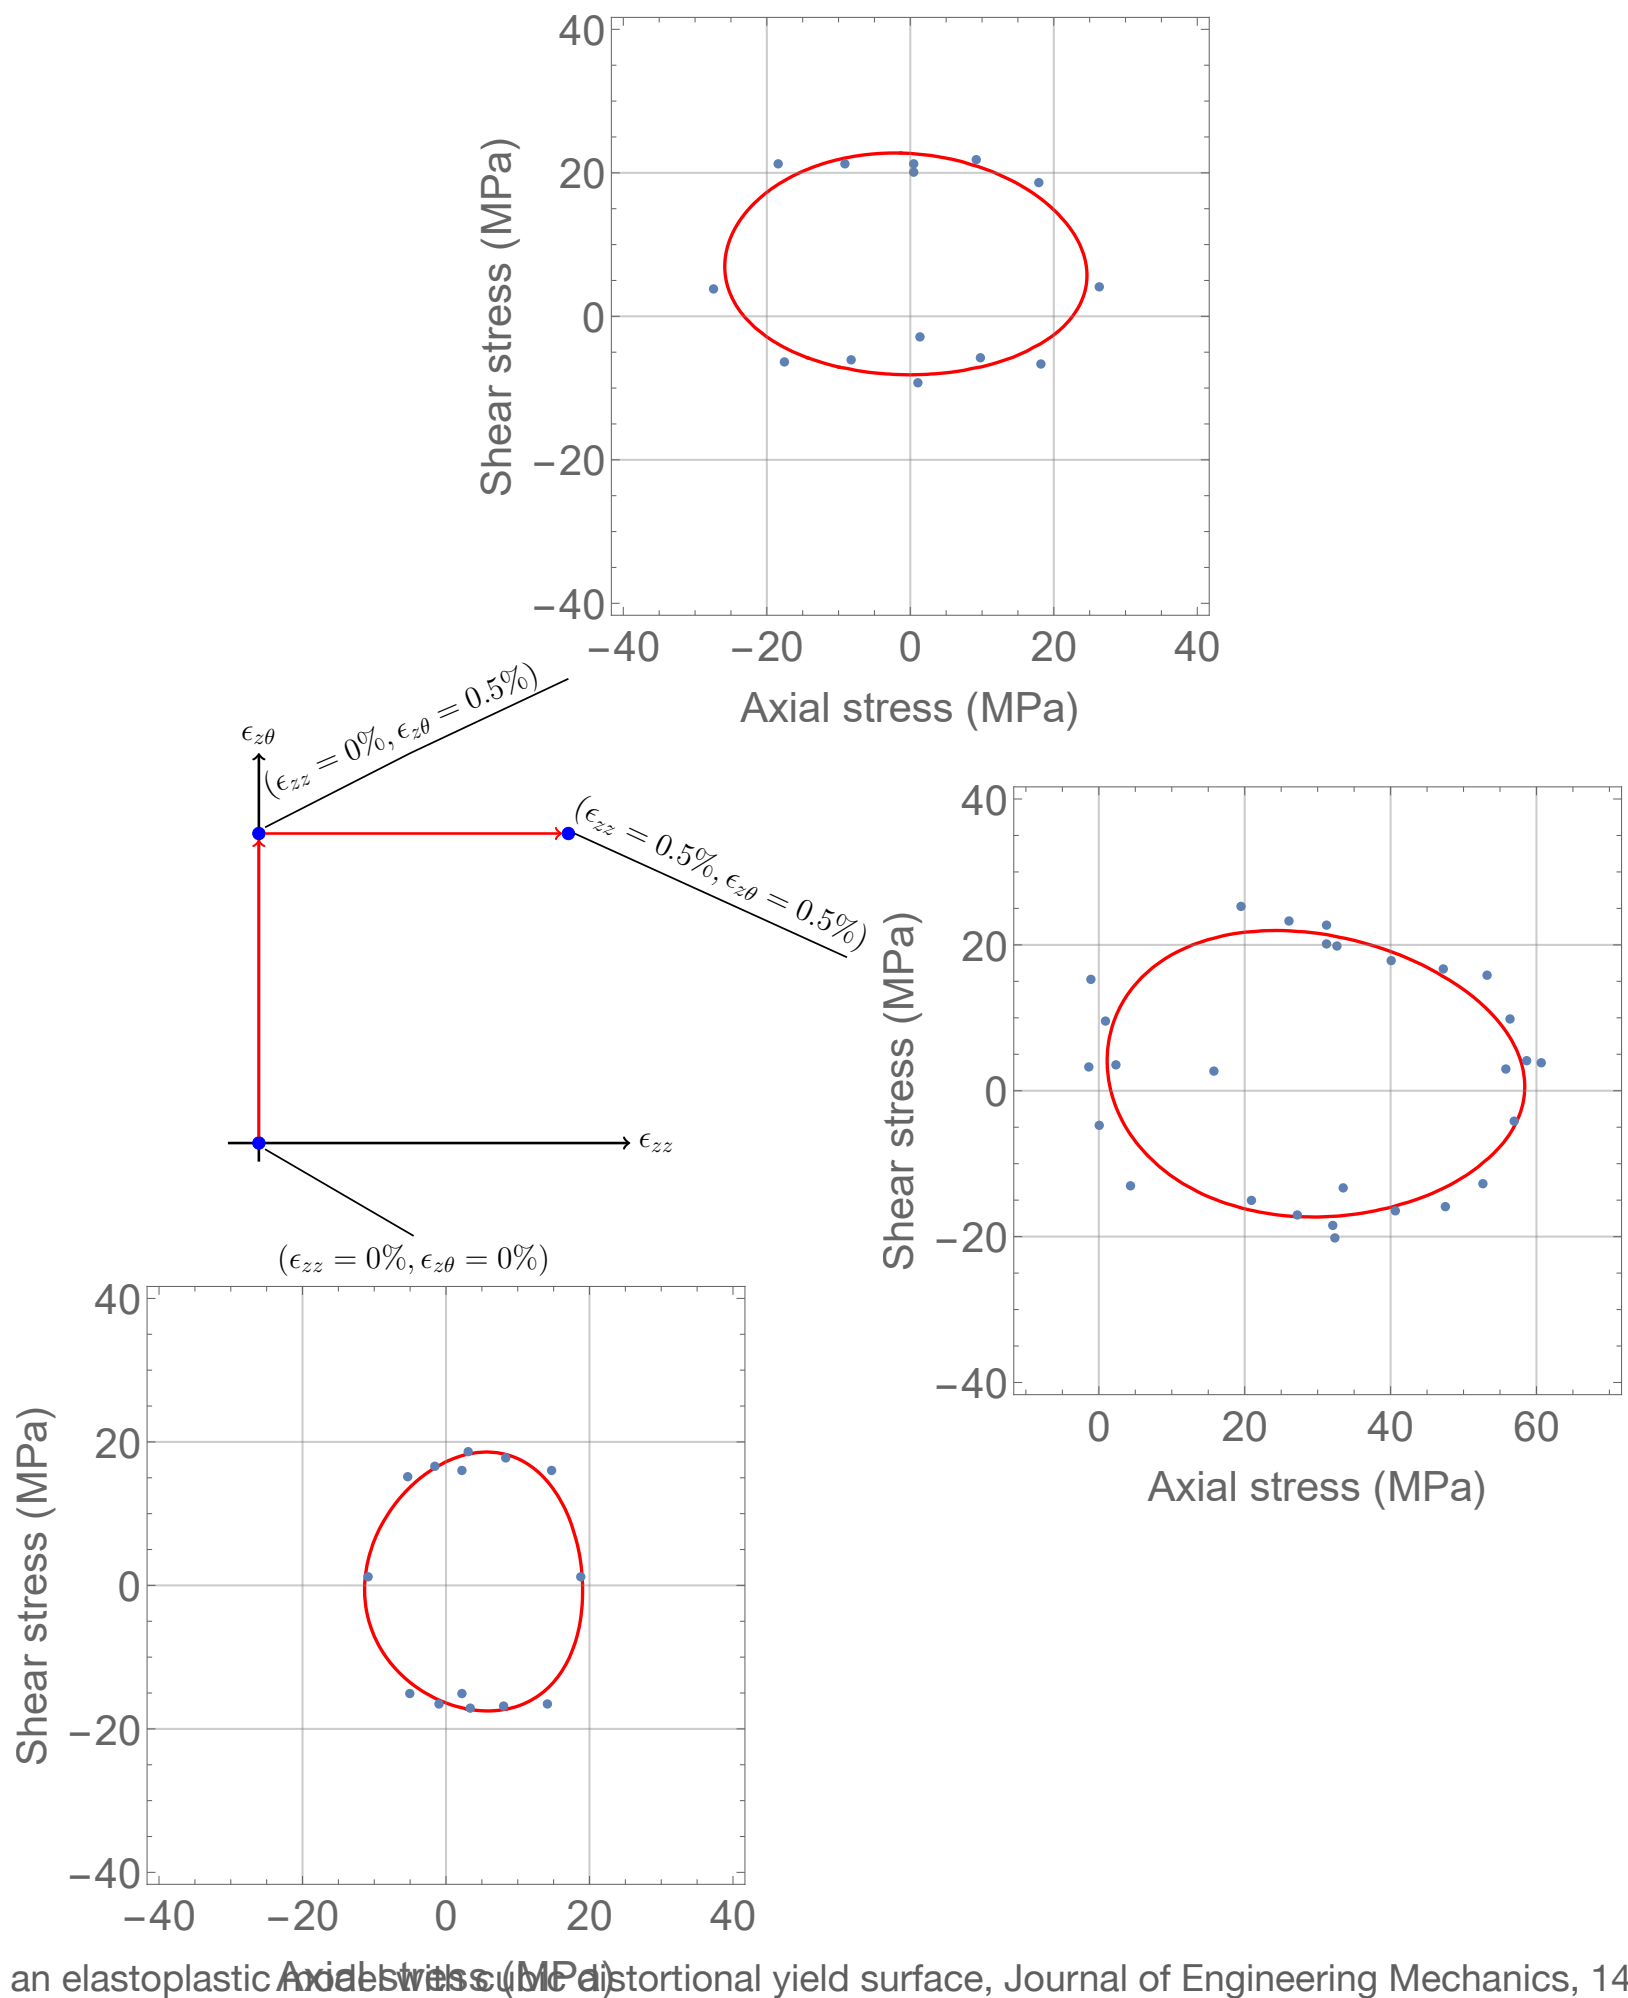 40
20
0
−20
−40
Shear stress (MPa)
−40 −20 0 20 40
Axial stress (MPa)
(ϵzz = 0%, ϵzθ = 0.5%)
ϵzθ
(ϵzz = 0.5%, ϵzθ = 0.5%)
ϵzz
(ϵzz = 0%, ϵzθ = 0%)
40
20
0
−20
−40
Shear stress (MPa)
0 20 40 60
Axial stress (MPa)
40
20
0
−20
−40
Shear stress (MPa)
−40 −20 0 20 40
Axial stress (MPa)
an elastoplastic model with cubic distortional yield surface, Journal of Engineering Mechanics, 14